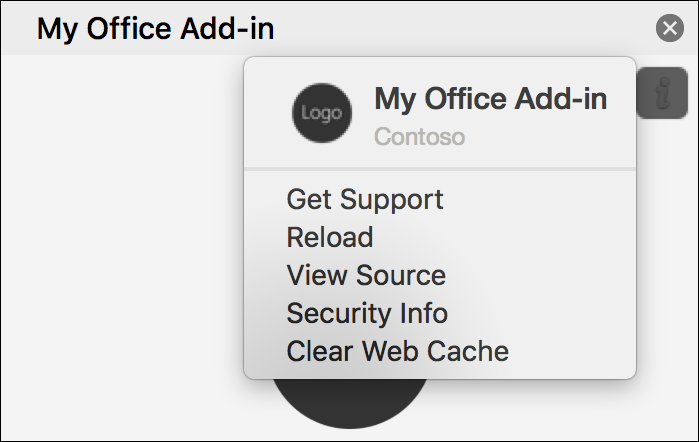 My Office Add-in
Logo
My Office Add-in
Contoso
Get Support
Reload
View Source
Security Info
Clear Web Cache